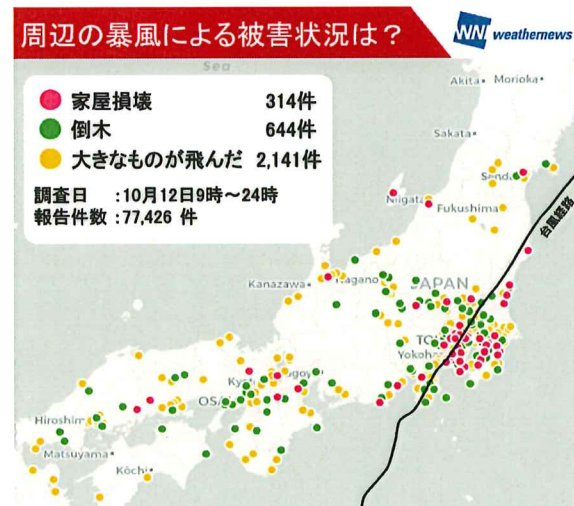 周辺の暴風による被害状況は？
WNI weathernews
家屋損壊 314件
倒木 644件
大きなものが飛んだ 2,141件
調査日 :10月12日9時～24時
報告件数 :77,426 件
Sea
Akita
Morioka
Sakata
Niigata
Fukushima
台風経路
Kanazawa
Nagano
JAPAN
Yokoha
Hiroshim
Matsuyama
Kōchi